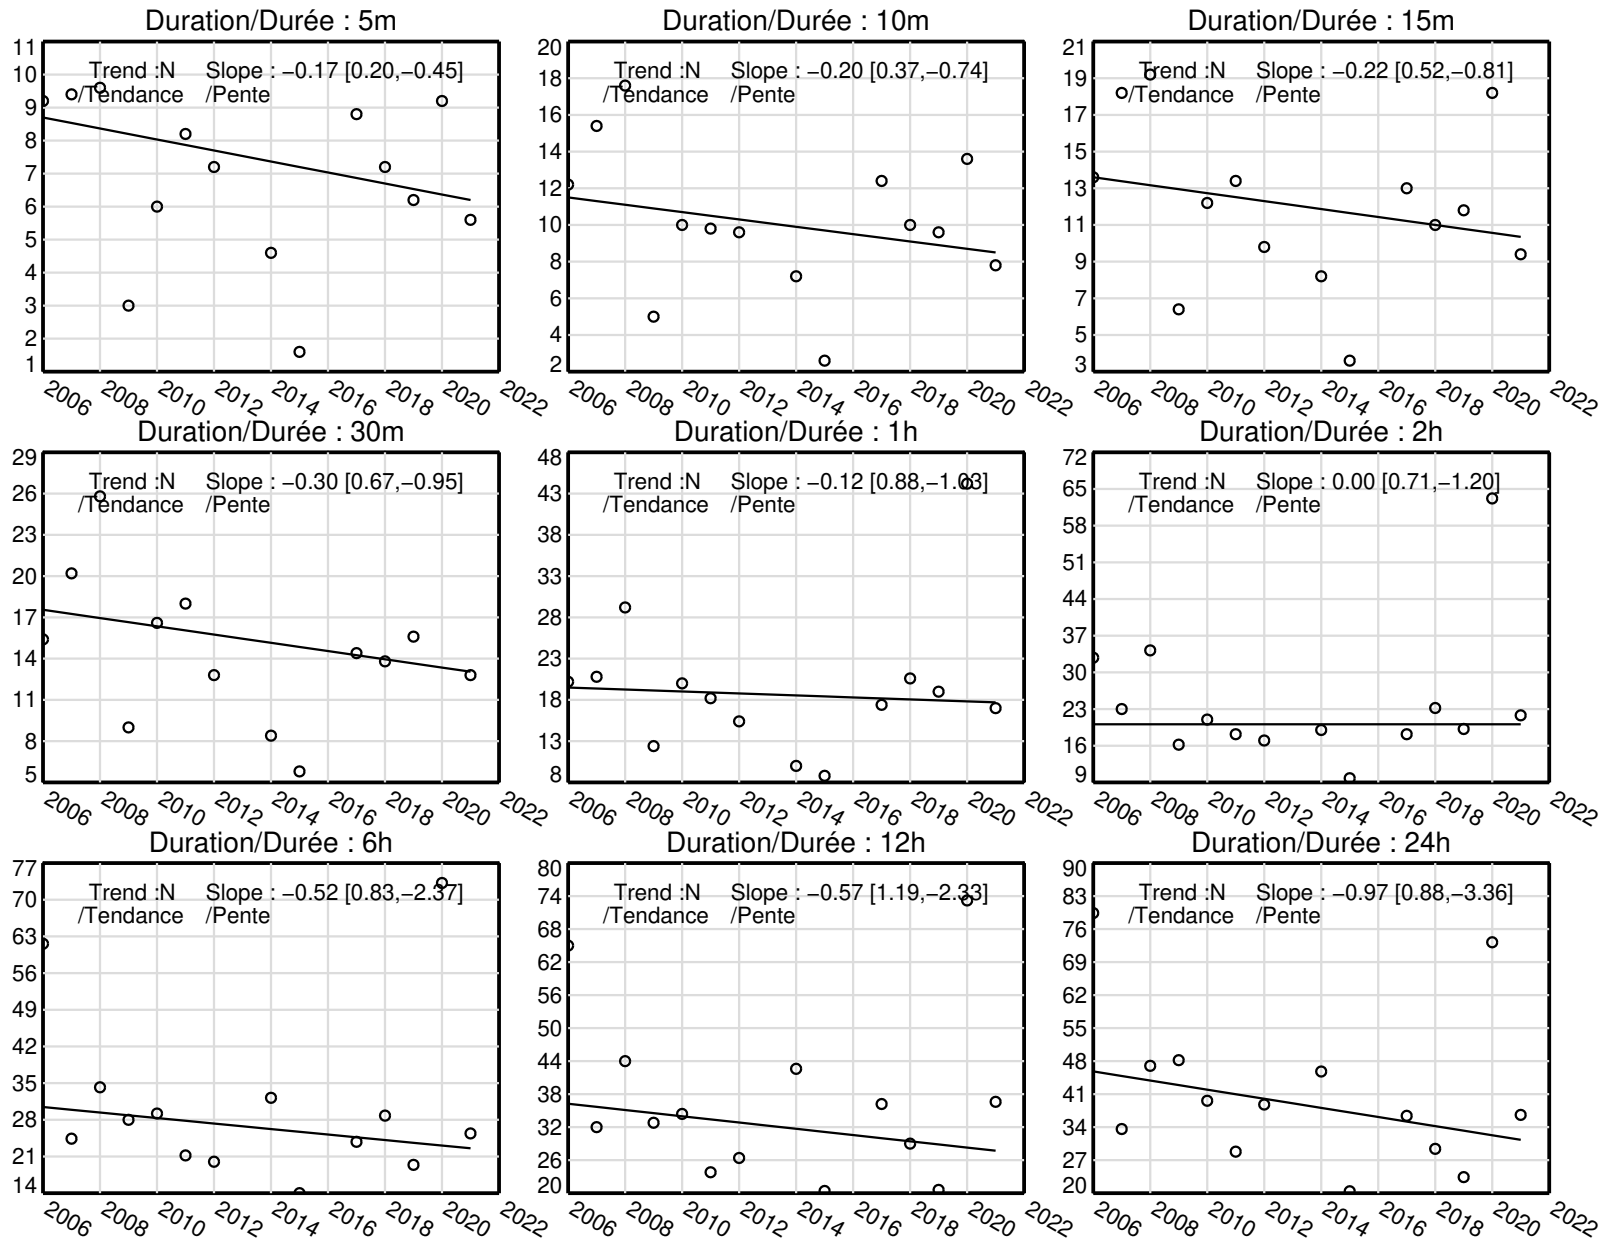 Duration/Durée : 5m
11
10
9
8
7
6
5
4
3
2
1
Trend :N Slope : −0.17 [0.20,−0.45]
/Tendance /Pente
2006 2008 2010 2012 2014 2016 2018 2020 2022
Duration/Durée : 10m
20
18
16
14
12
10
8
6
4
2
Trend :N Slope : −0.20 [0.37,−0.74]
/Tendance /Pente
2006 2008 2010 2012 2014 2016 2018 2020 2022
Duration/Durée : 15m
21
19
17
15
13
11
9
7
5
3
Trend :N Slope : −0.22 [0.52,−0.81]
/Tendance /Pente
2006 2008 2010 2012 2014 2016 2018 2020 2022
Duration/Durée : 30m
29
26
23
20
17
14
11
8
5
Trend :N Slope : −0.30 [0.67,−0.95]
/Tendance /Pente
2006 2008 2010 2012 2014 2016 2018 2020 2022
Duration/Durée : 1h
48
43
38
33
28
23
18
13
8
Trend :N Slope : −0.12 [0.88,−1.03]
/Tendance /Pente
2006 2008 2010 2012 2014 2016 2018 2020 2022
Duration/Durée : 2h
72
65
58
51
44
37
30
23
16
9
Trend :N Slope : 0.00 [0.71,−1.20]
/Tendance /Pente
2006 2008 2010 2012 2014 2016 2018 2020 2022
Duration/Durée : 6h
77
70
63
56
49
42
35
28
21
14
Trend :N Slope : −0.52 [0.83,−2.37]
/Tendance /Pente
2006 2008 2010 2012 2014 2016 2018 2020 2022
Duration/Durée : 12h
80
74
68
62
56
50
44
38
32
26
20
Trend :N Slope : −0.57 [1.19,−2.33]
/Tendance /Pente
2006 2008 2010 2012 2014 2016 2018 2020 2022
Duration/Durée : 24h
90
83
76
69
62
55
48
41
34
27
20
Trend :N Slope : −0.97 [0.88,−3.36]
/Tendance /Pente
2006 2008 2010 2012 2014 2016 2018 2020 2022